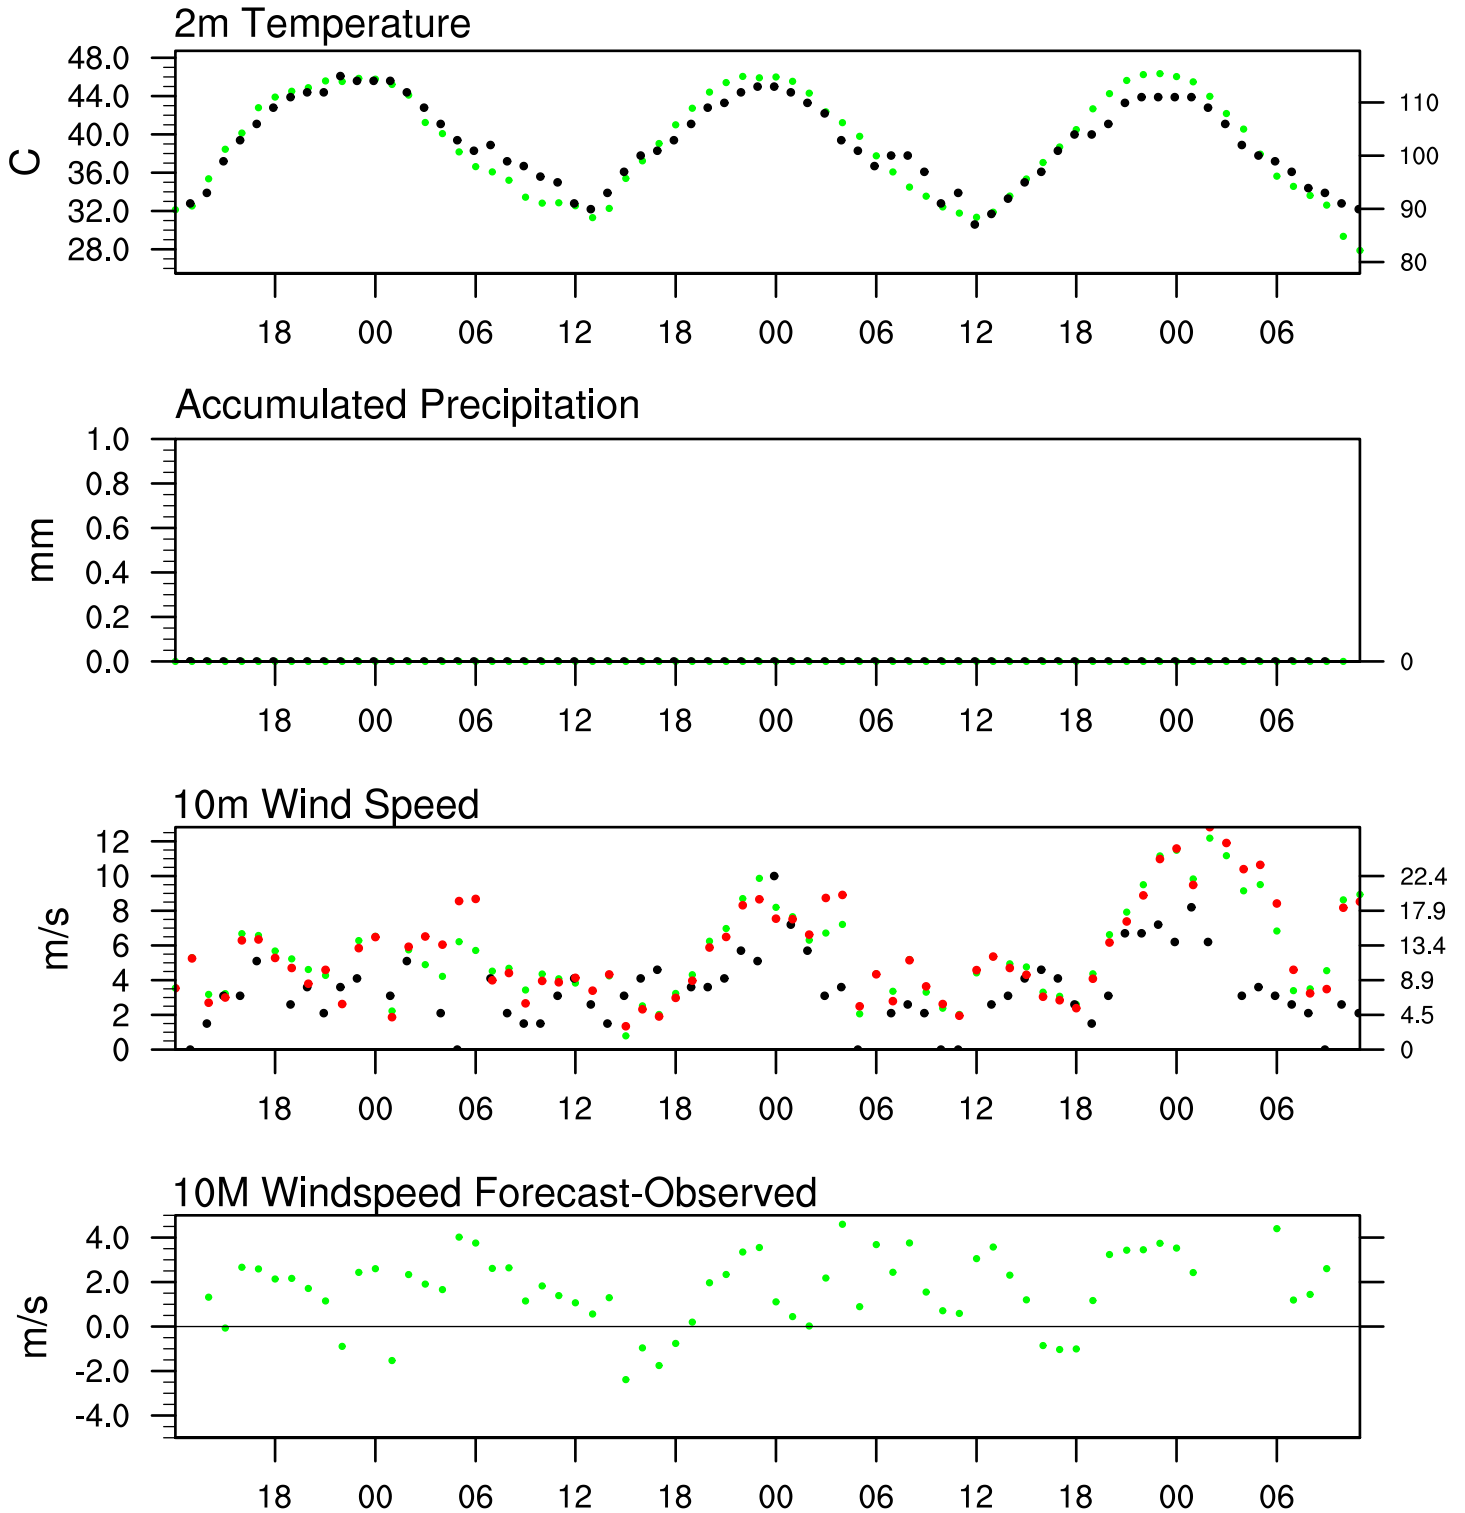 2m Temperature
48.0
44.0
40.0
36.0
32.0
28.0
C
110
100
90
80
18 00 06 12 18 00 06 12 18 00 06
Accumulated Precipitation
1.0
0.8
0.6
0.4
0.2
0.0
mm
0
18 00 06 12 18 00 06 12 18 00 06
10m Wind Speed
12
10
8
6
4
2
0
m/s
22.4
17.9
13.4
8.9
4.5
0
18 00 06 12 18 00 06 12 18 00 06
10M Windspeed Forecast-Observed
4.0
2.0
0.0
-2.0
-4.0
m/s
18 00 06 12 18 00 06 12 18 00 06